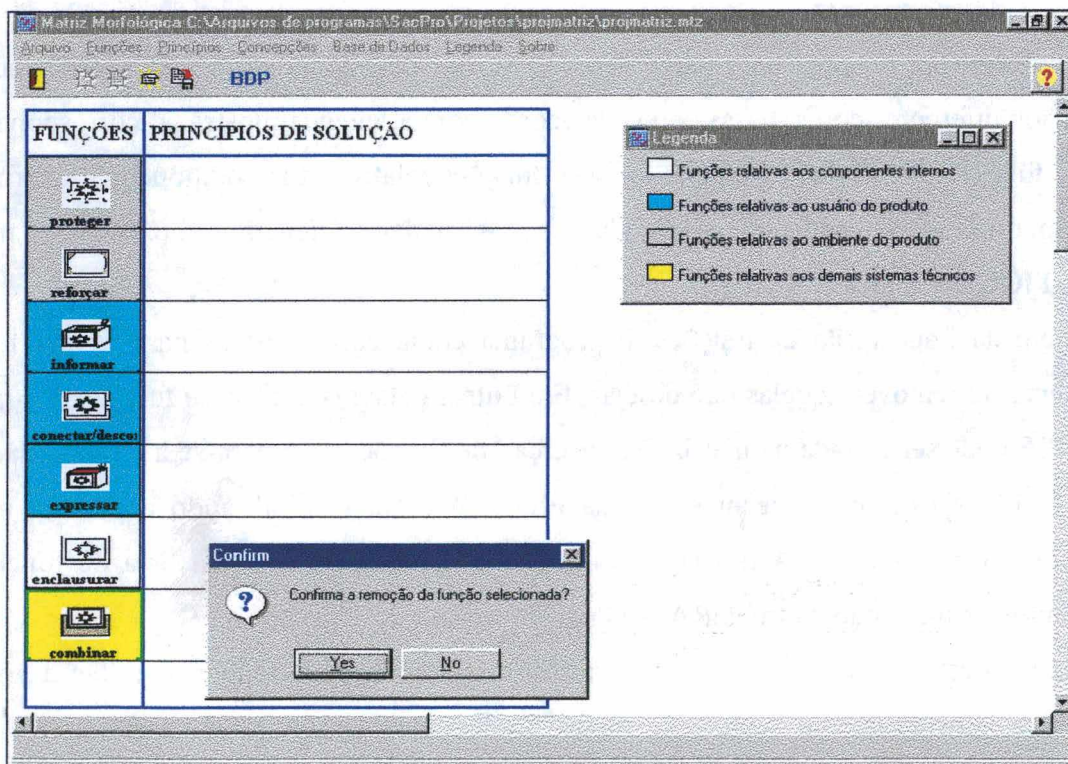 Matriz Morfológica C:\Arquivos de programas\SacPro\Projetos\projmatriz\projmatriz.mtz
Arquivo Funções Princípios Concepções Base de Dados Legenda Sobre
BDP
FUNÇÕES PRINCÍPIOS DE SOLUÇÃO
proteger
reforçar
informar
conectar/desco
expressar
enclausurar
combinar
Legenda
Funções relativas aos componentes internos
Funções relativas ao usuário do produto
Funções relativas ao ambiente do produto
Funções relativas aos demais sistemas técnicos
Confirm
Confirma a remoção da função selecionada?
Yes No